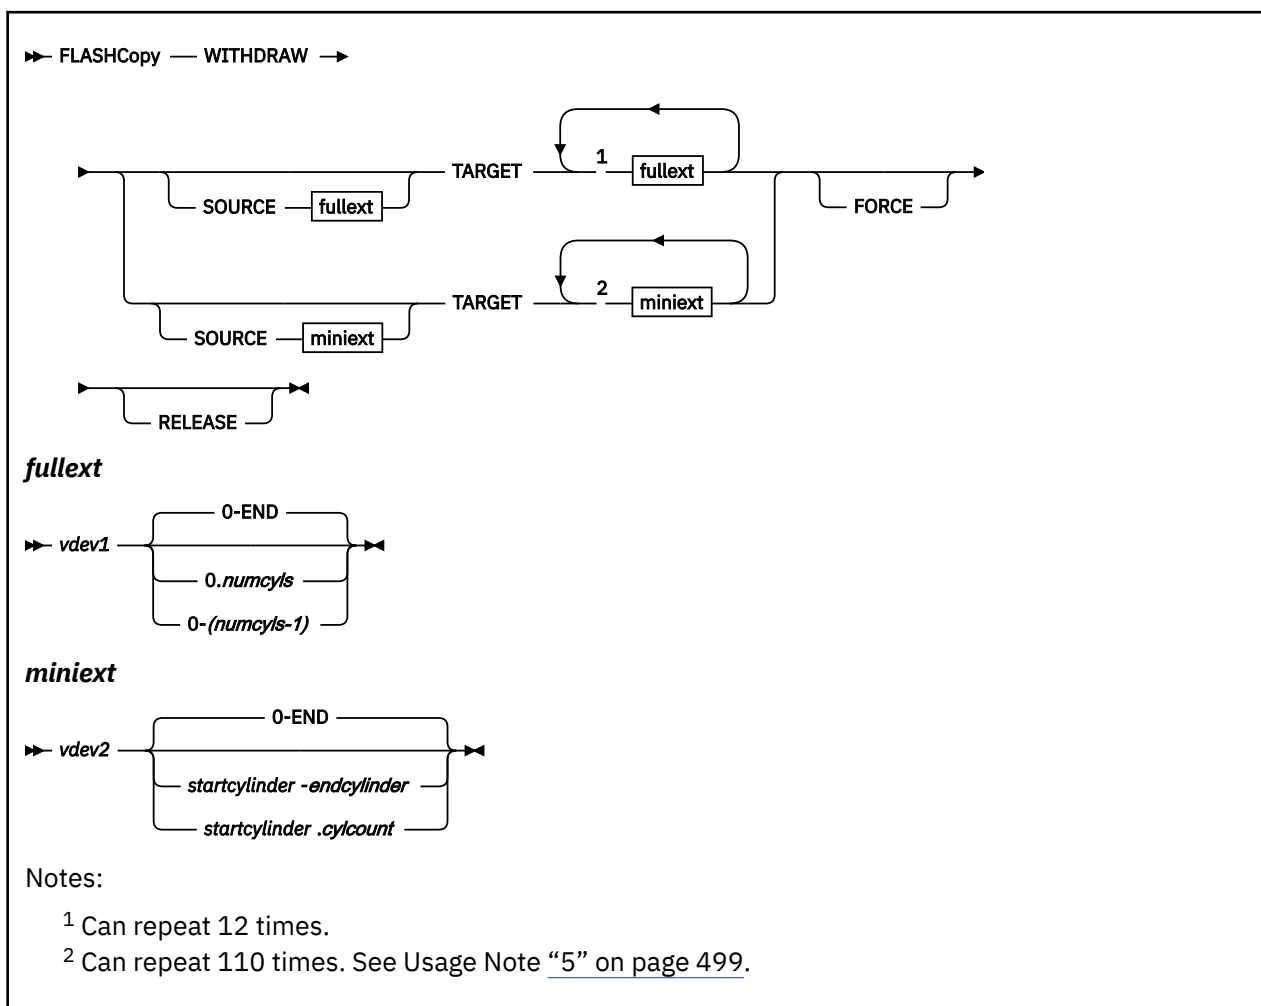 FLASHCopy WITHDRAW
1
TARGET fullext
SOURCE fullext FORCE
2
TARGET miniext
SOURCE miniext
RELEASE
fullext
0-END
vdev1
0.numcyls
0-(numcyls-1)
miniext
0-END
vdev2
startcylinder -endcylinder
startcylinder .cylcount
Notes:
1 Can repeat 12 times.
2 Can repeat 110 times. See Usage Note “5” on page 499.